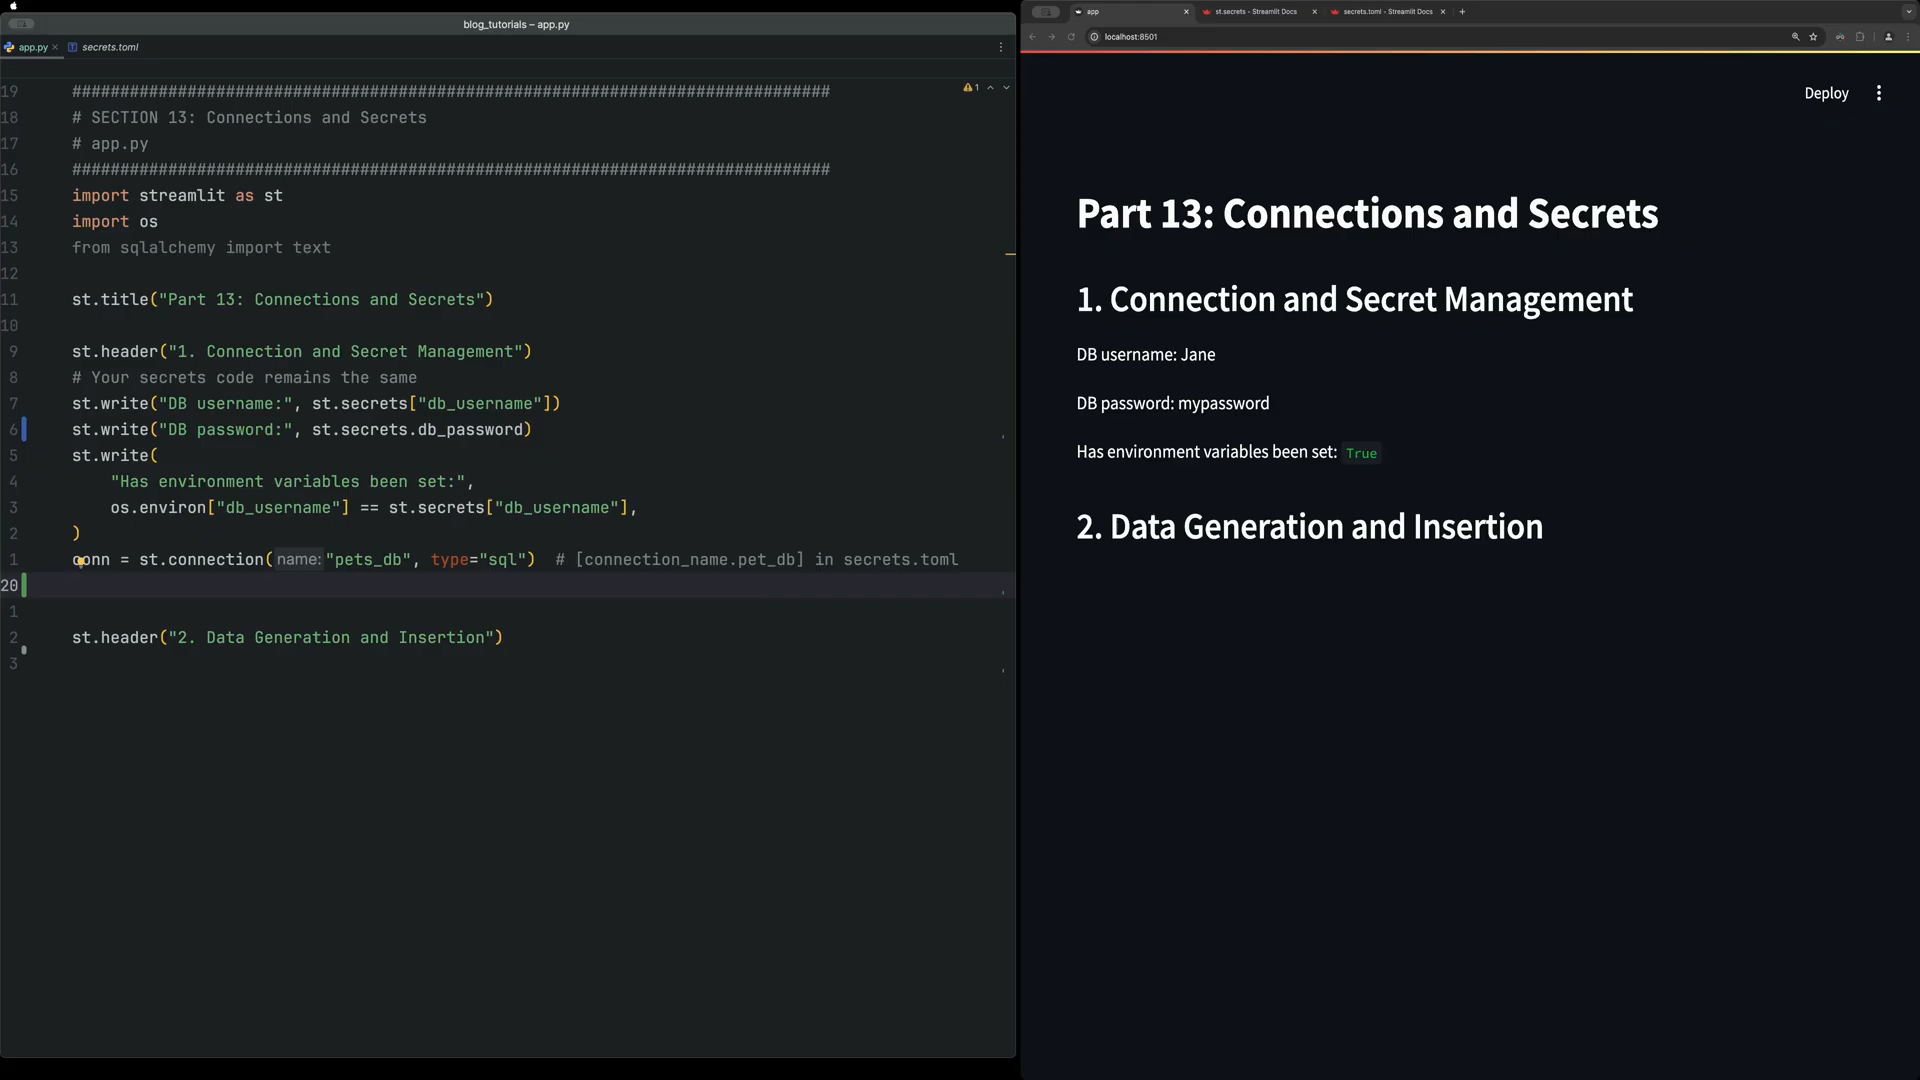 blog_tutorials – app.py
app.py
secrets.toml
19 ###############################################################################
18 # SECTION 13: Connections and Secrets
17 # app.py
16 ###############################################################################
15 import streamlit as st
14 import os
13 from sqlalchemy import text
12
11 st.title("Part 13: Connections and Secrets")
10
9 st.header("1. Connection and Secret Management")
8 # Your secrets code remains the same
7 st.write("DB username:", st.secrets["db_username"])
6 st.write("DB password:", st.secrets.db_password)
5 st.write(
4 "Has environment variables been set:",
3 os.environ["db_username"] == st.secrets["db_username"],
2 )
1 conn = st.connection( name: "pets_db", type="sql") # [connection_name.pet_db] in secrets.toml
20
1
2 st.header("2. Data Generation and Insertion")
3
1
app
st.secrets - Streamlit Docs
secrets.toml - Streamlit Docs
localhost:8501
Deploy
Part 13: Connections and Secrets
1. Connection and Secret Management
DB username: Jane
DB password: mypassword
Has environment variables been set: True
2. Data Generation and Insertion